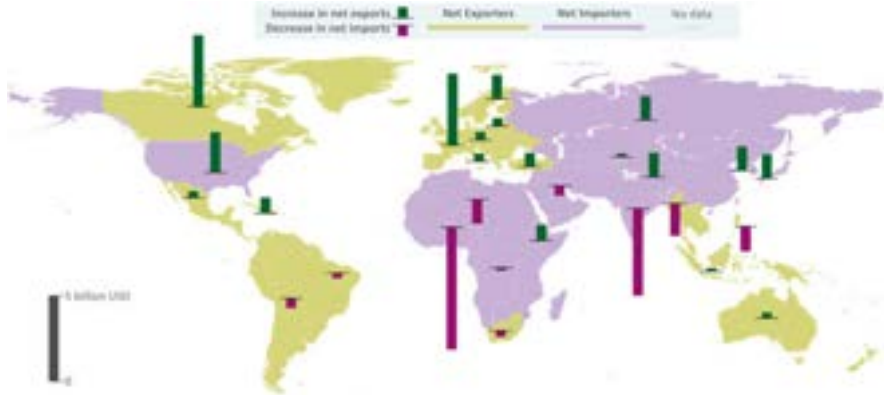 Increase in net exports Net Exporters Net Importers No data
Decrease in net imports
5 billion USD
0